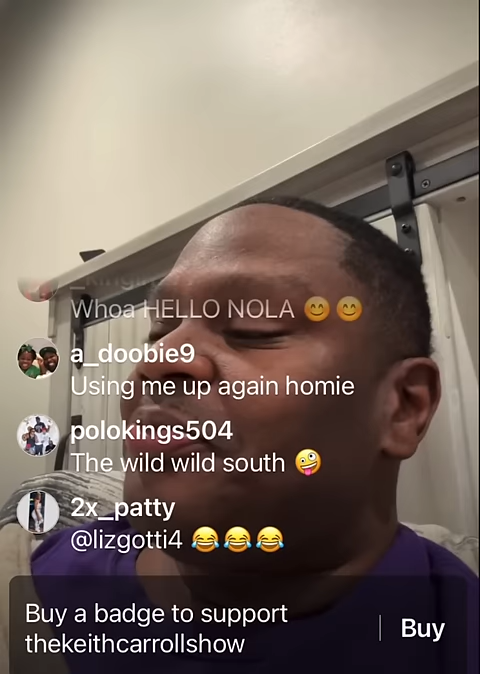 Whoa HELLO NOLA 😊 😊
a_doobie9
Using me up again homie
polokings504
The wild wild south 🤪
2x_patty
@lizgotti4 😂😂😂
Buy a badge to support
thekeithcarrollshow
Buy